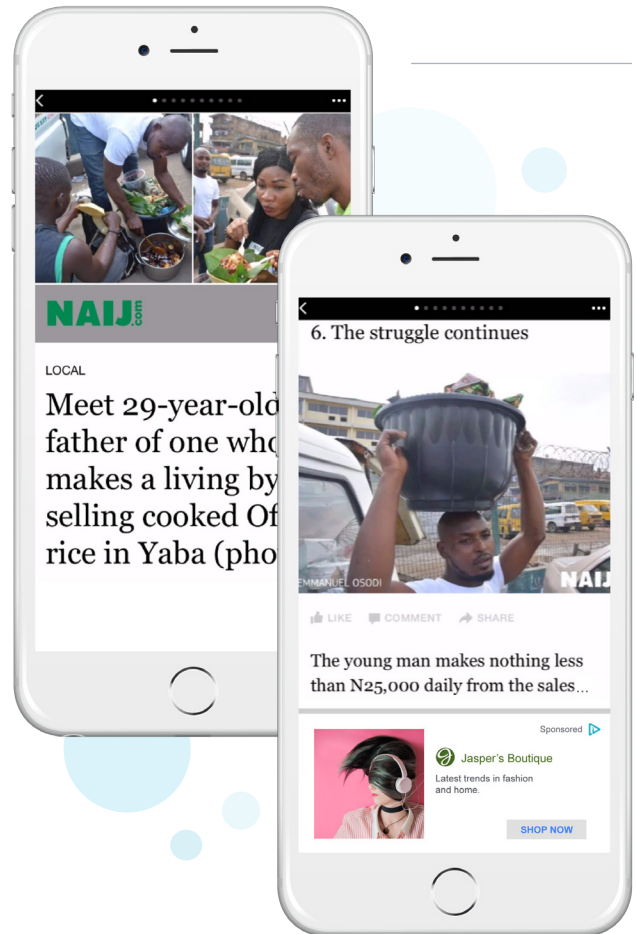 NAIJ.com
LOCAL
Meet 29-year-old
father of one who
makes a living by
selling cooked Of
rice in Yaba (pho
6. The struggle continues
EMMANUEL OSODI
NAIJ
LIKE COMMENT SHARE
The young man makes nothing less
than N25,000 daily from the sales...
Sponsored
Jasper's Boutique
Latest trends in fashion
and home.
SHOP NOW